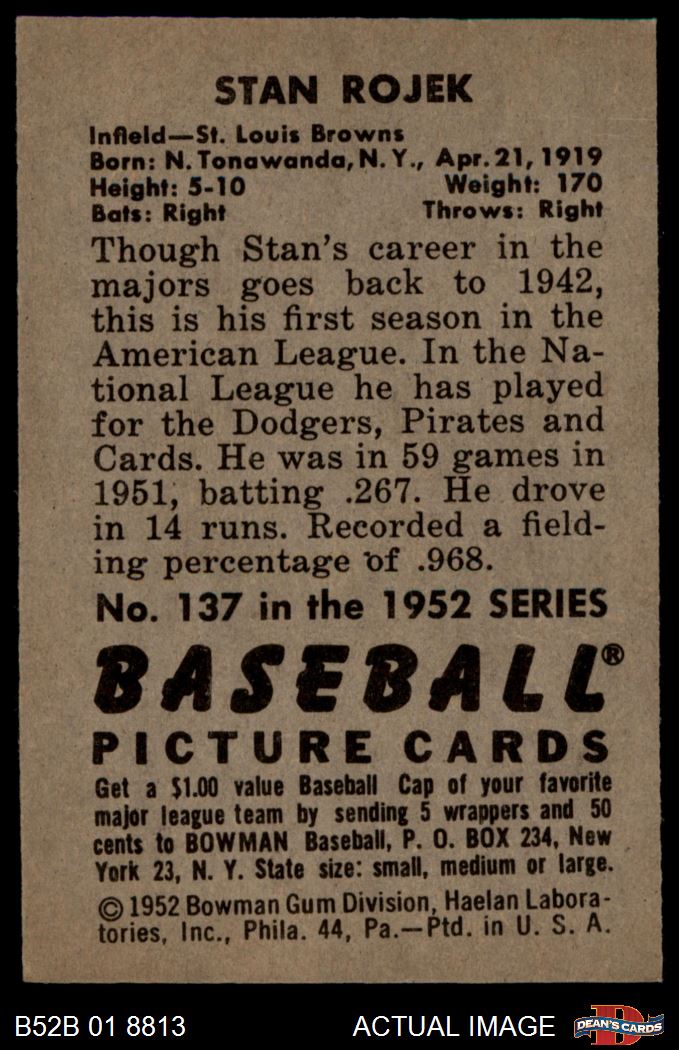 STAN ROJEK
Infield—St. Louis Browns
Born: N. Tonawanda, N. Y., Apr. 21, 1919
Height: 5-10 Weight: 170
Bats: Right Throws: Right
Though Stan's career in the
majors goes back to 1942,
this is his first season in the
American League. In the Na-
tional League he has played
for the Dodgers, Pirates and
Cards. He was in 59 games in
1951, batting .267. He drove
in 14 runs. Recorded a field-
ing percentage of .968.
No. 137 in the 1952 SERIES
BASEBALL®
PICTURE CARDS
Get a $1.00 value Baseball Cap of your favorite
major league team by sending 5 wrappers and 50
cents to BOWMAN Baseball, P. O. BOX 234, New
York 23, N. Y. State size: small, medium or large.
© 1952 Bowman Gum Division, Haelan Labora-
tories, Inc., Phila. 44, Pa.—Ptd. in U. S. A.
B52B 01 8813 ACTUAL IMAGE D DEAN'S CARDS